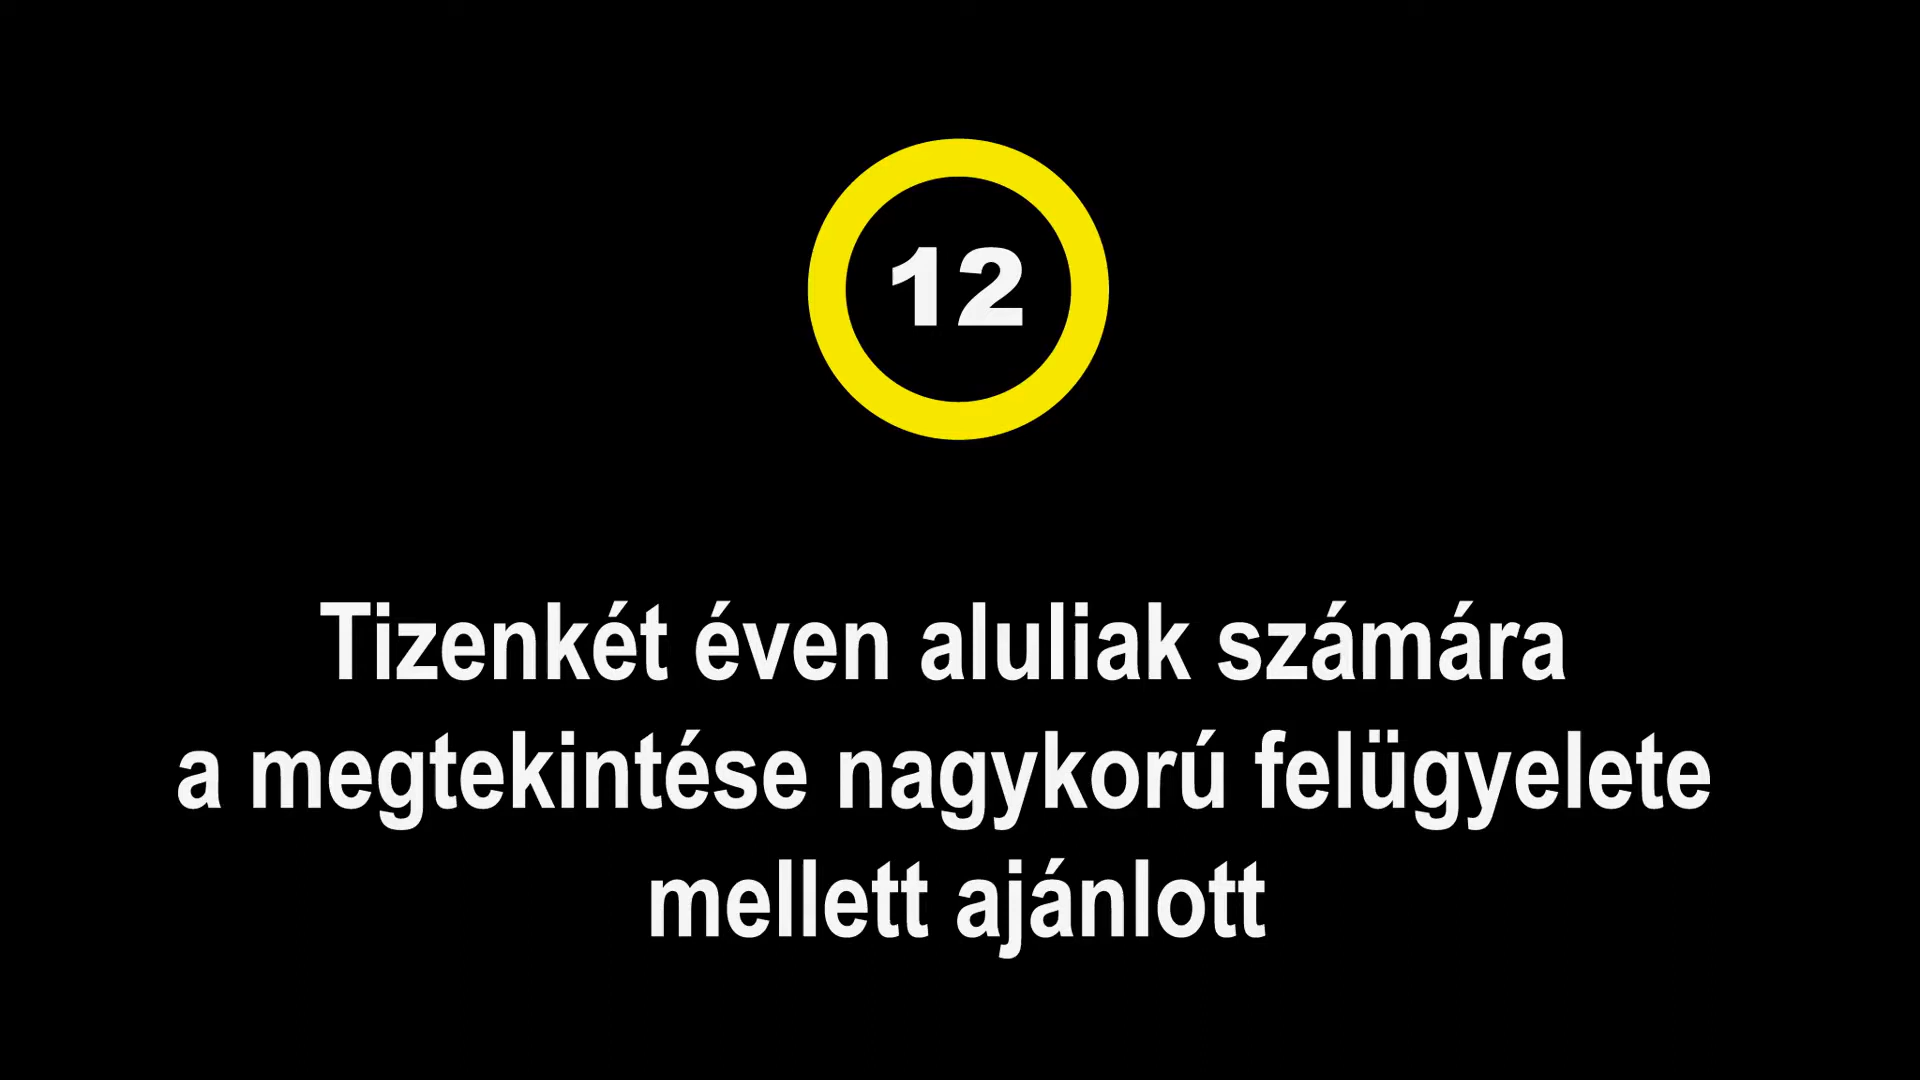 12
Tizenkét éven aluliak számára
a megtekintése nagykorú felügyelete
mellett ajánlott